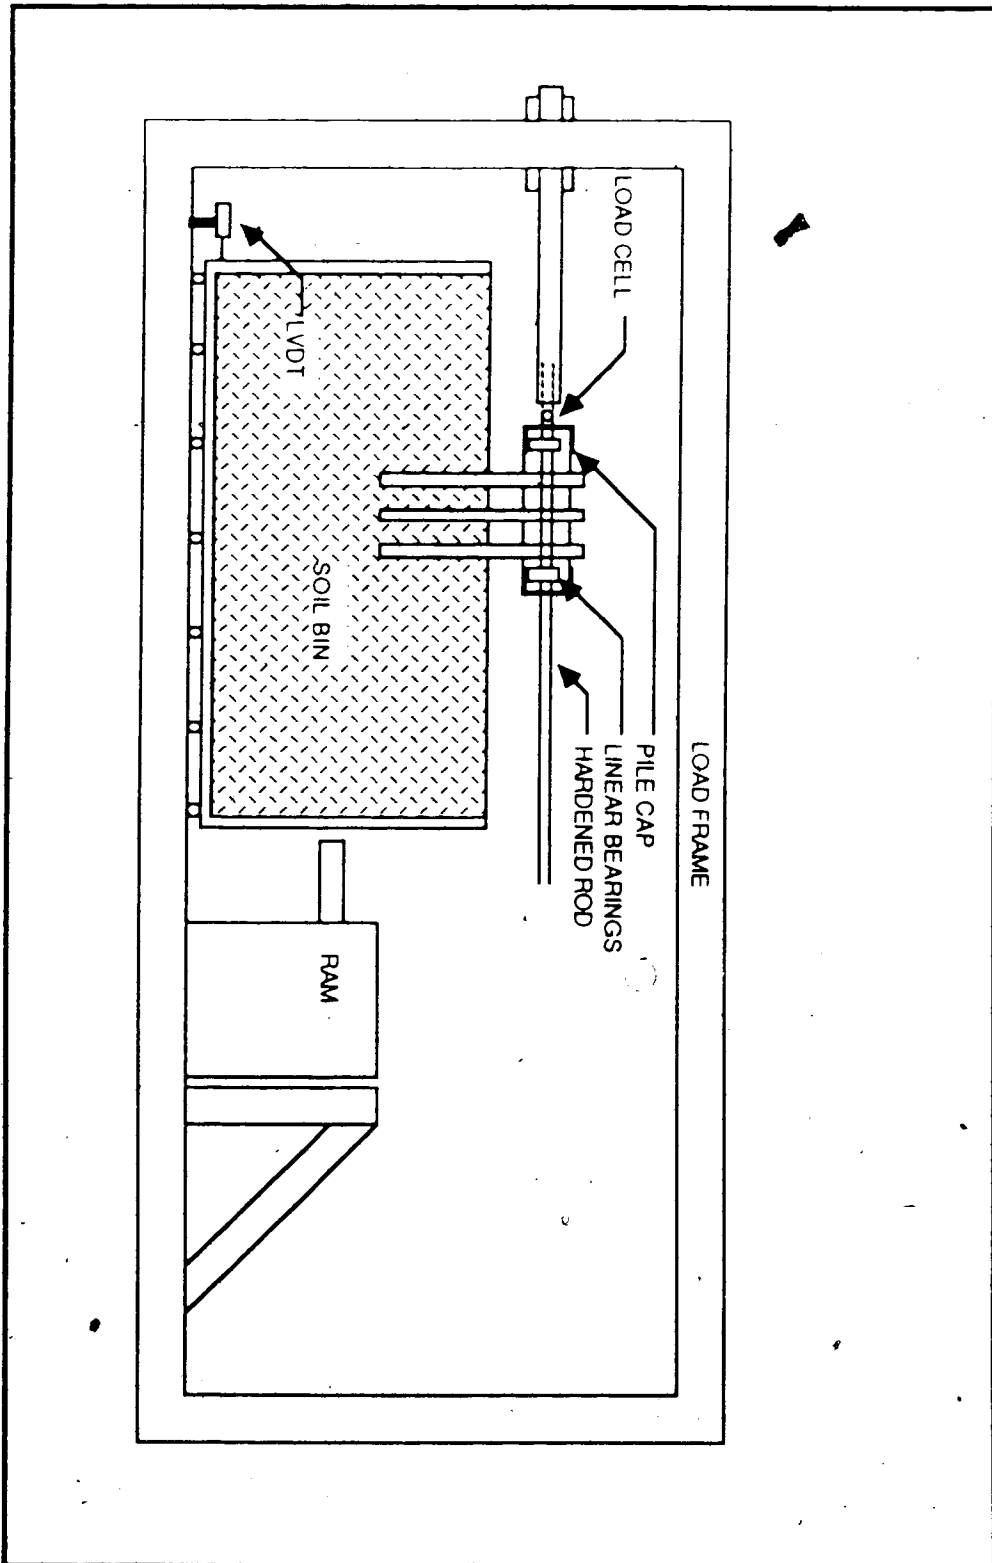 LOAD FRAME
LOAD CELL
PILE CAP
LINEAR BEARINGS
HARDENED ROD
LVDT
SOIL BIN
RAM